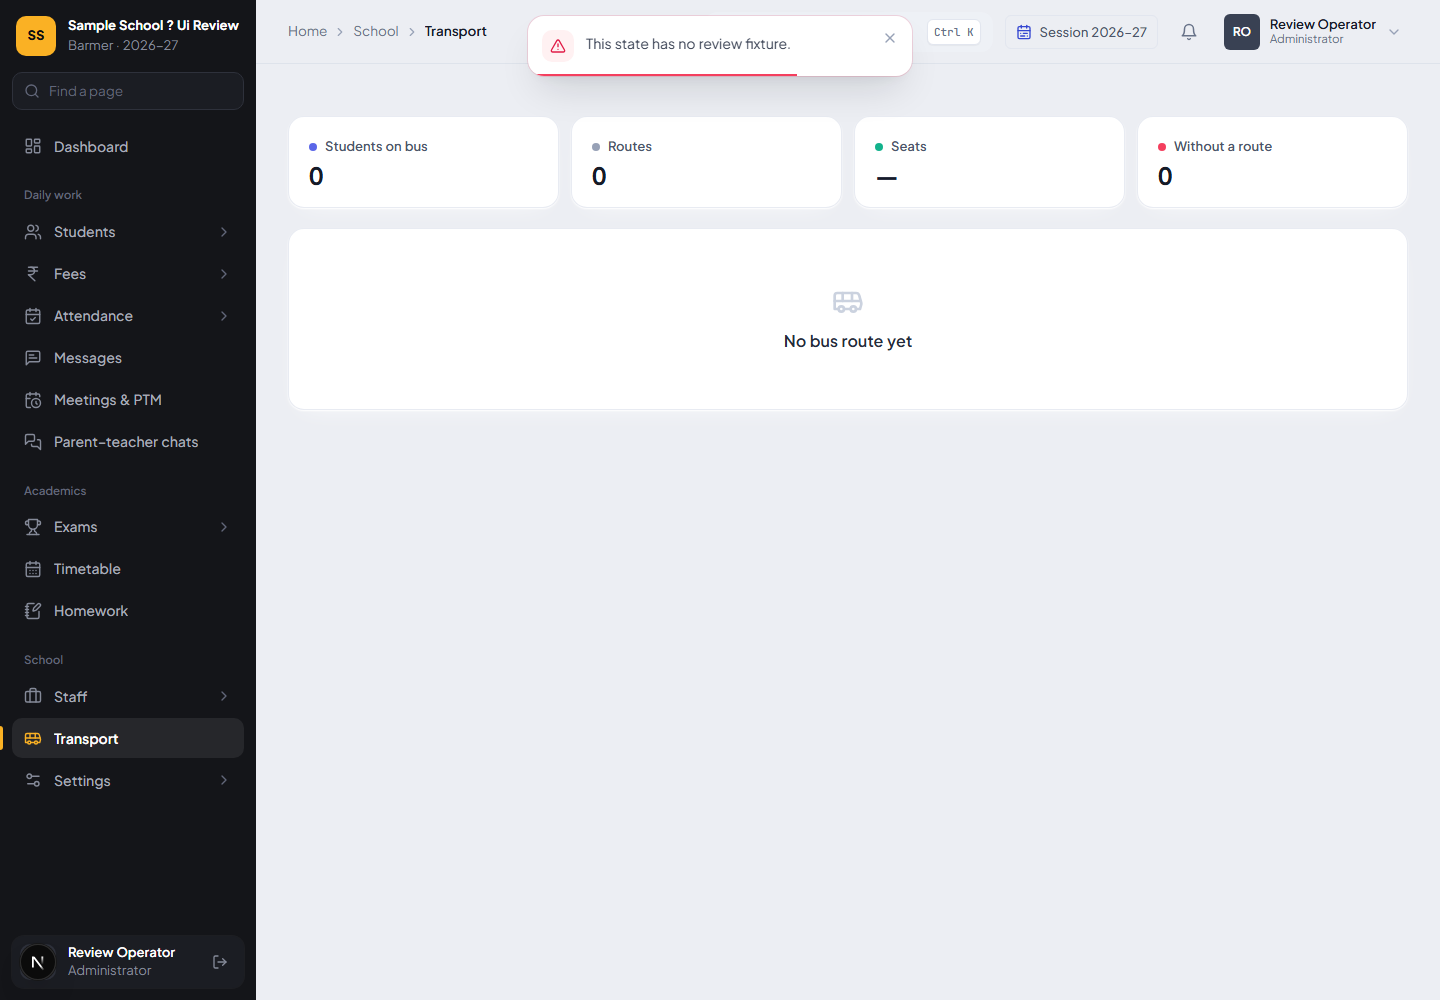 SS
Sample School ? Ui Review
Barmer · 2026–27
Find a page
Dashboard
Daily work
Students
Fees
Attendance
Messages
Meetings & PTM
Parent–teacher chats
Academics
Exams
Timetable
Homework
School
Staff
Transport
Settings
Review Operator
Administrator
Home
School
Transport
This state has no review fixture.
Ctrl K
Session 2026–27
RO
Review Operator
Administrator
Students on bus
0
Routes
0
Seats
—
Without a route
0
No bus route yet